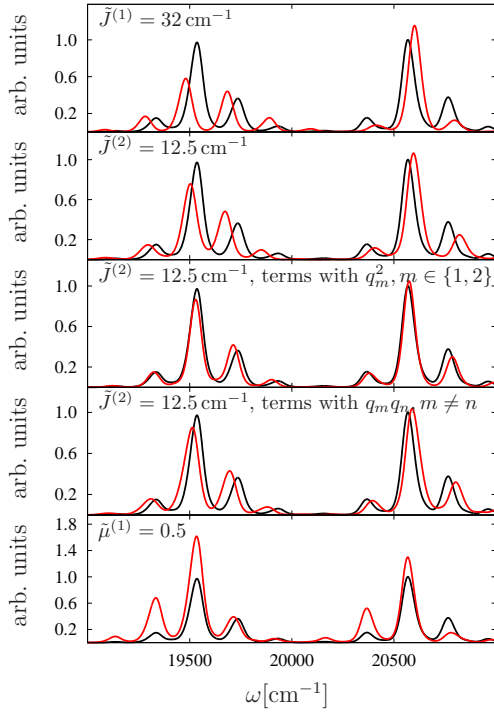 J̃⁽¹⁾ = 32 cm⁻¹
arb. units
1.0
0.6
0.2
J̃⁽²⁾ = 12.5 cm⁻¹
arb. units
1.0
0.6
0.2
J̃⁽²⁾ = 12.5 cm⁻¹, terms with q²ₘ, m ∈ {1, 2}
arb. units
1.0
0.6
0.2
J̃⁽²⁾ = 12.5 cm⁻¹, terms with qₘqₙ, m ≠ n
arb. units
1.0
0.6
0.2
μ̃⁽¹⁾ = 0.5
arb. units
1.8
1.4
1.0
0.6
0.2
19500 20000 20500
ω[cm⁻¹]